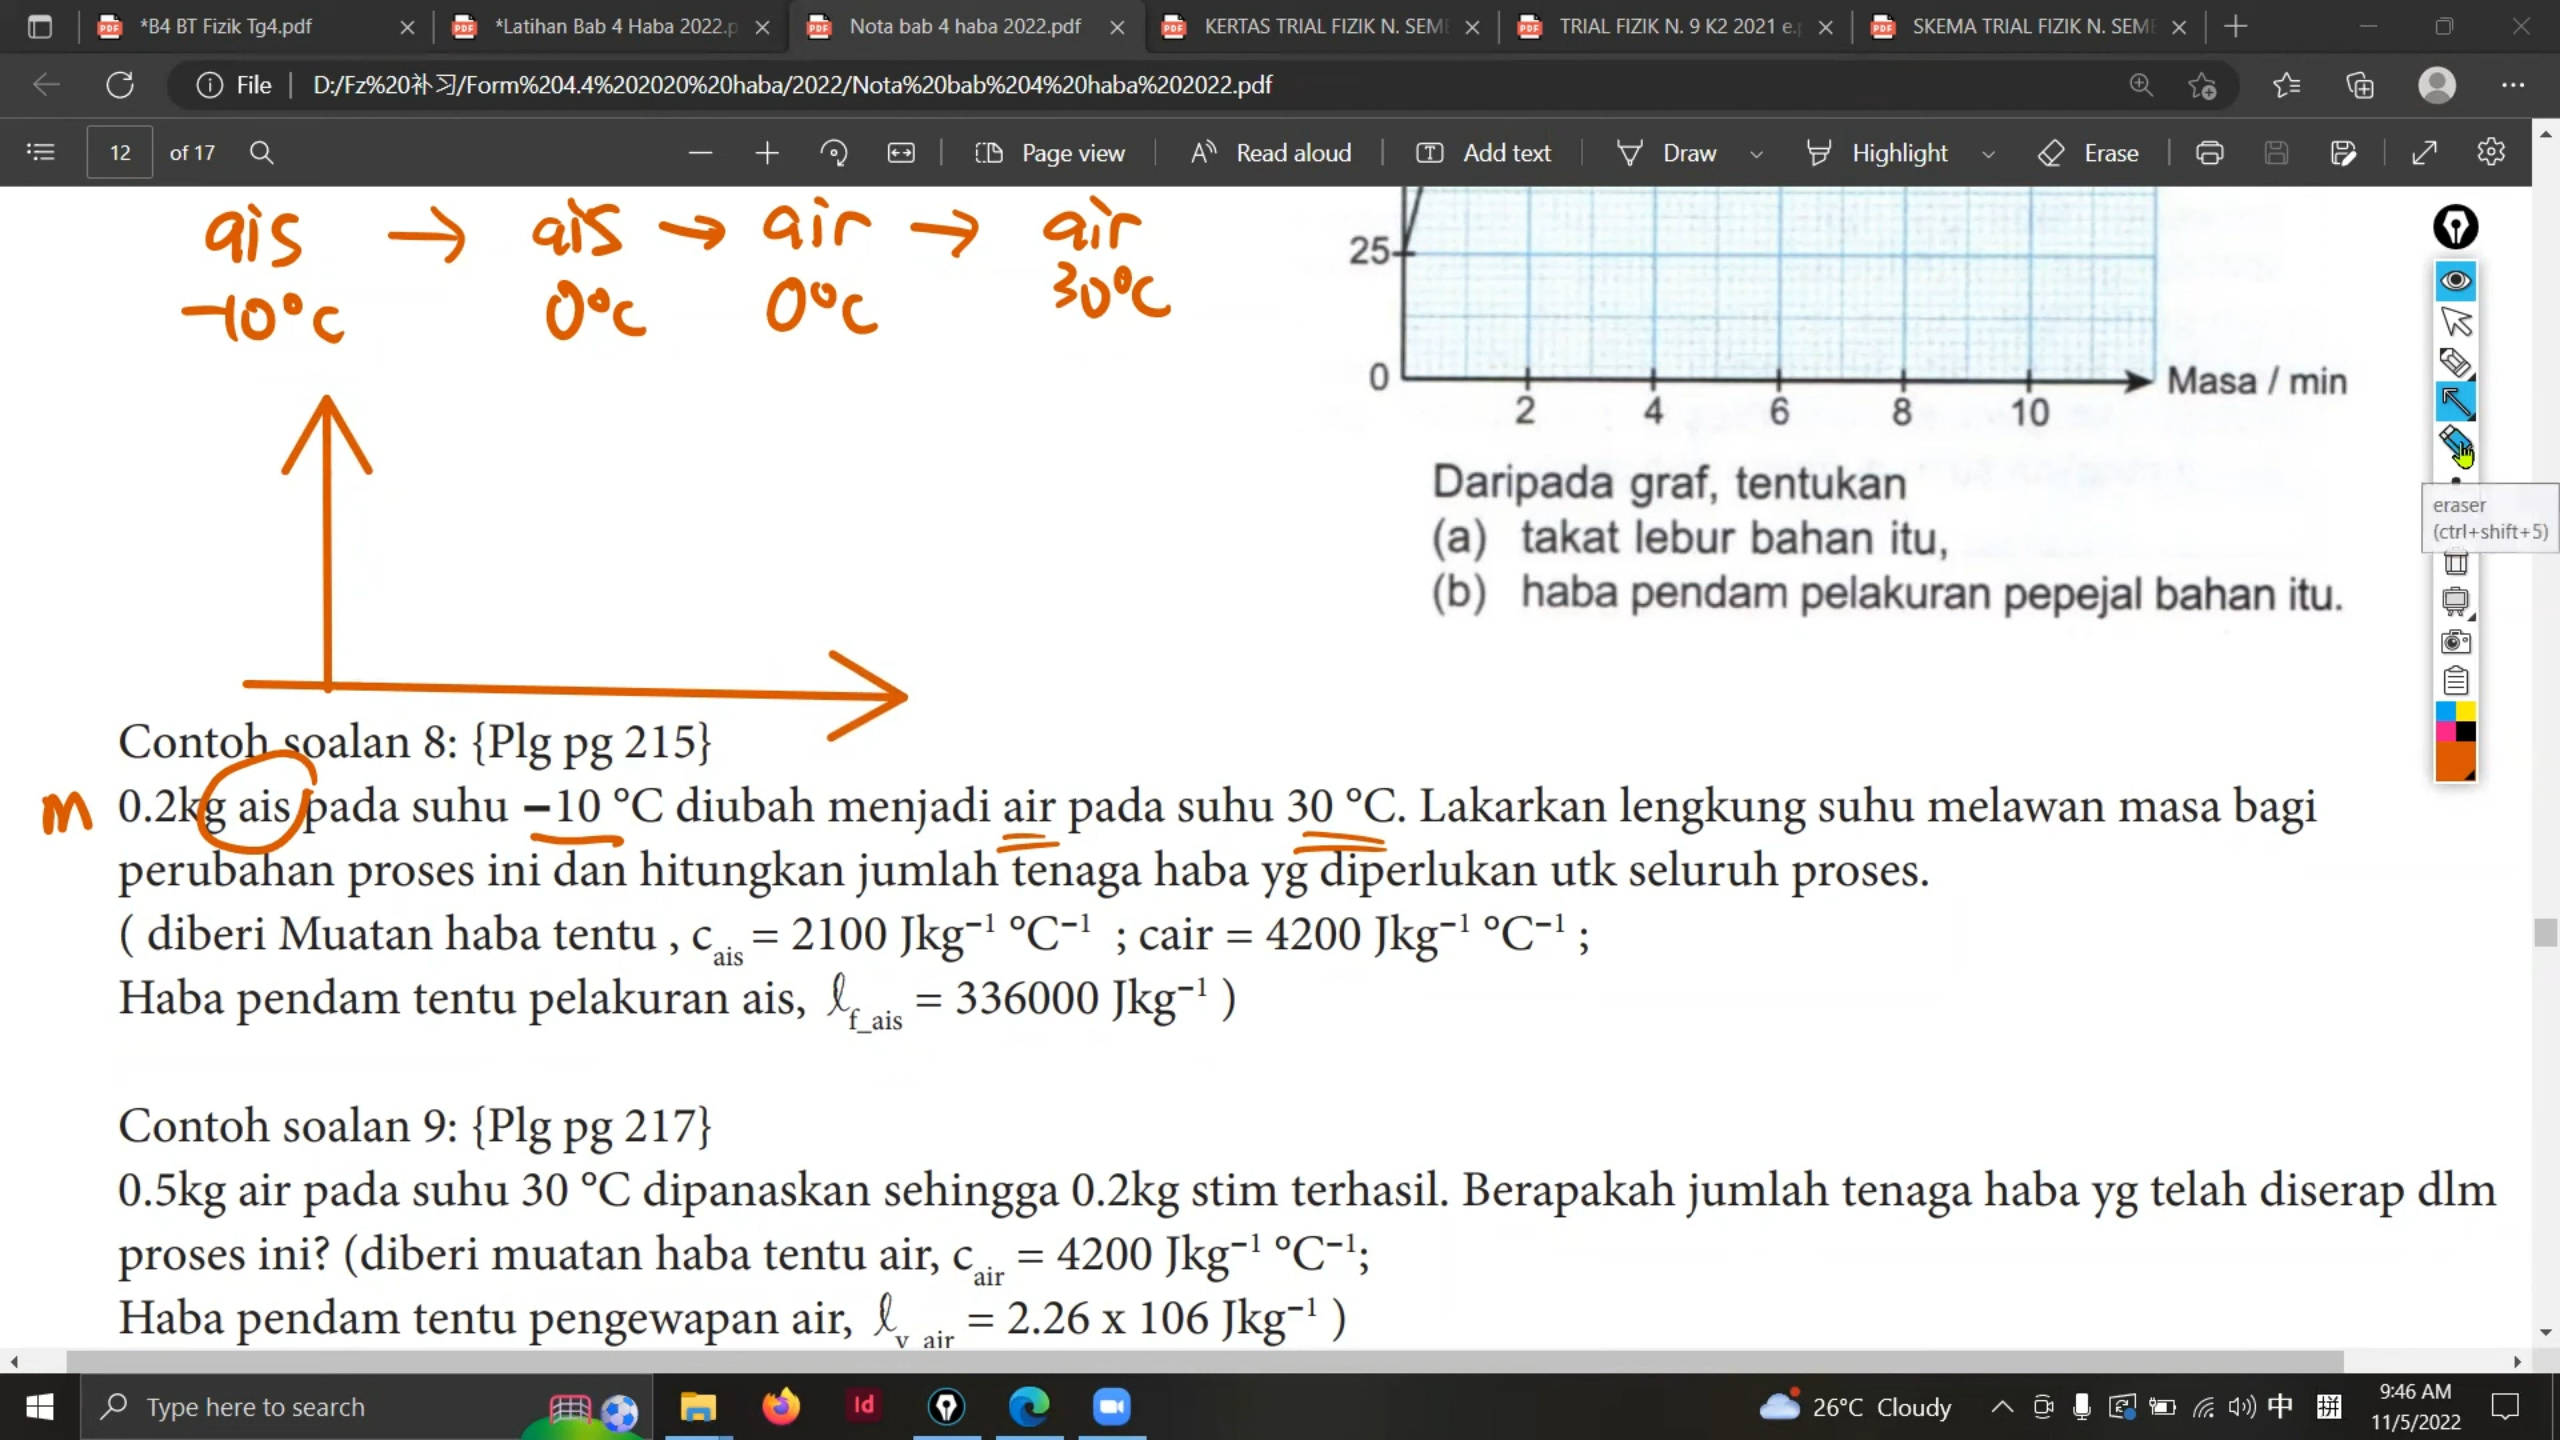 *B4 BT Fizik Tg4.pdf
*Latihan Bab 4 Haba 2022.p
Nota bab 4 haba 2022.pdf
KERTAS TRIAL FIZIK N. SEM
TRIAL FIZIK N. 9 K2 2021 e.
SKEMA TRIAL FIZIK N. SEM
File
D:/Fz%20补习/Form%204.4%202020%20haba/2022/Nota%20bab%204%20haba%202022.pdf
12 of 17
Page view
Read aloud
Add text
Draw
Highlight
Erase
ais → ais → air → air
-10°C 0°C 0°C 30°C
25
0
2 4 6 8 10
Masa / min
Daripada graf, tentukan
(a) takat lebur bahan itu,
(b) haba pendam pelakuran pepejal bahan itu.
eraser
(ctrl+shift+5)
Contoh soalan 8: {Plg pg 215}
m 0.2kg ais pada suhu –10 °C diubah menjadi air pada suhu 30 °C. Lakarkan lengkung suhu melawan masa bagi
perubahan proses ini dan hitungkan jumlah tenaga haba yg diperlukan utk seluruh proses.
( diberi Muatan haba tentu , c_ais = 2100 Jkg⁻¹ °C⁻¹ ; cair = 4200 Jkg⁻¹ °C⁻¹ ;
Haba pendam tentu pelakuran ais, ℓ_f_ais = 336000 Jkg⁻¹ )
Contoh soalan 9: {Plg pg 217}
0.5kg air pada suhu 30 °C dipanaskan sehingga 0.2kg stim terhasil. Berapakah jumlah tenaga haba yg telah diserap dlm
proses ini? (diberi muatan haba tentu air, c_air = 4200 Jkg⁻¹ °C⁻¹;
Haba pendam tentu pengewapan air, ℓ_v_air = 2.26 x 106 Jkg⁻¹ )
Type here to search
Id
26°C Cloudy
中
拼
9:46 AM
11/5/2022